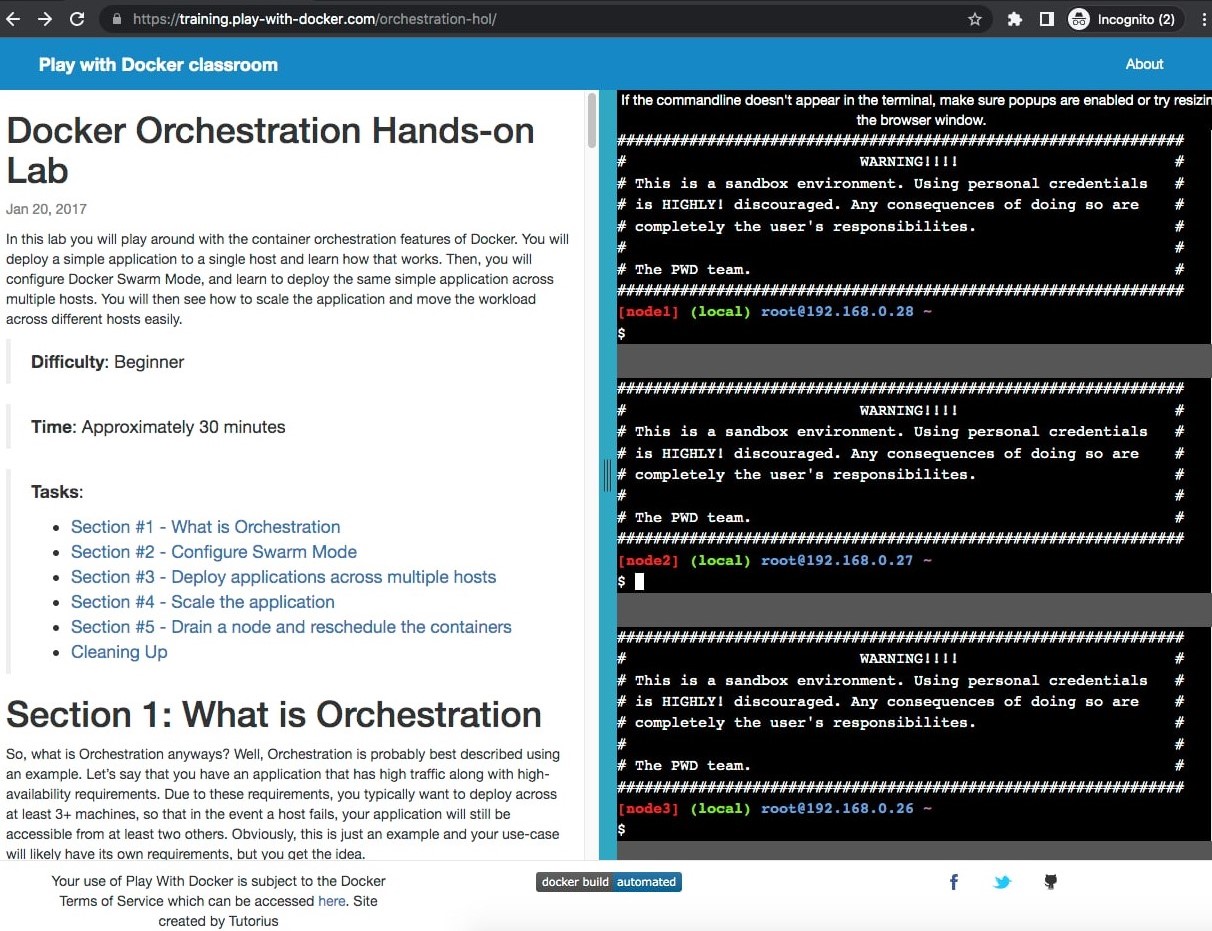 https://training.play-with-docker.com/orchestration-hol/
Incognito (2)
Play with Docker classroom
About
Docker Orchestration Hands-on
Lab
Jan 20, 2017
In this lab you will play around with the container orchestration features of Docker. You will
deploy a simple application to a single host and learn how that works. Then, you will
configure Docker Swarm Mode, and learn to deploy the same simple application across
multiple hosts. You will then see how to scale the application and move the workload
across different hosts easily.
Difficulty: Beginner
Time: Approximately 30 minutes
Tasks:
• Section #1 - What is Orchestration
• Section #2 - Configure Swarm Mode
• Section #3 - Deploy applications across multiple hosts
• Section #4 - Scale the application
• Section #5 - Drain a node and reschedule the containers
• Cleaning Up
Section 1: What is Orchestration
So, what is Orchestration anyways? Well, Orchestration is probably best described using
an example. Let's say that you have an application that has high traffic along with high-
availability requirements. Due to these requirements, you typically want to deploy across
at least 3+ machines, so that in the event a host fails, your application will still be
accessible from at least two others. Obviously, this is just an example and your use-case
will likely have its own requirements, but you get the idea.
If the commandline doesn't appear in the terminal, make sure popups are enabled or try resizin
the browser window.
###############################################################
# WARNING!!!! #
# This is a sandbox environment. Using personal credentials #
# is HIGHLY! discouraged. Any consequences of doing so are #
# completely the user's responsibilites. #
# #
# The PWD team. #
###############################################################
[node1] (local) root@192.168.0.28 ~
$
###############################################################
# WARNING!!!! #
# This is a sandbox environment. Using personal credentials #
# is HIGHLY! discouraged. Any consequences of doing so are #
# completely the user's responsibilites. #
# #
# The PWD team. #
###############################################################
[node2] (local) root@192.168.0.27 ~
$
###############################################################
# WARNING!!!! #
# This is a sandbox environment. Using personal credentials #
# is HIGHLY! discouraged. Any consequences of doing so are #
# completely the user's responsibilites. #
# #
# The PWD team. #
###############################################################
[node3] (local) root@192.168.0.26 ~
$
Your use of Play With Docker is subject to the Docker
Terms of Service which can be accessed here. Site
created by Tutorius
docker build automated